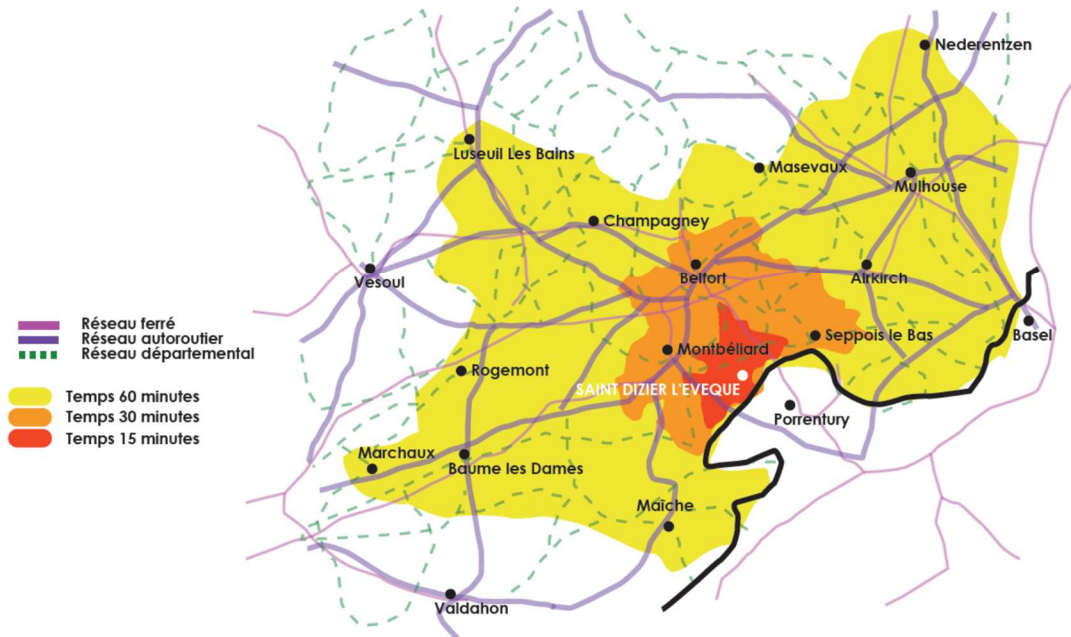 Nederentzen
Luseuil Les Bains
Masevaux
Mulhouse
Champagney
Vesoul
Belfort
Airkirch
Réseau ferré
Réseau autoroutier
Réseau départemental
Seppois le Bas
Basel
Montbéliard
Rogemont
SAINT DIZIER L'EVEQUE
Temps 60 minutes
Temps 30 minutes
Temps 15 minutes
Porrentury
Marchaux
Baume les Dames
Maîche
Valdahon